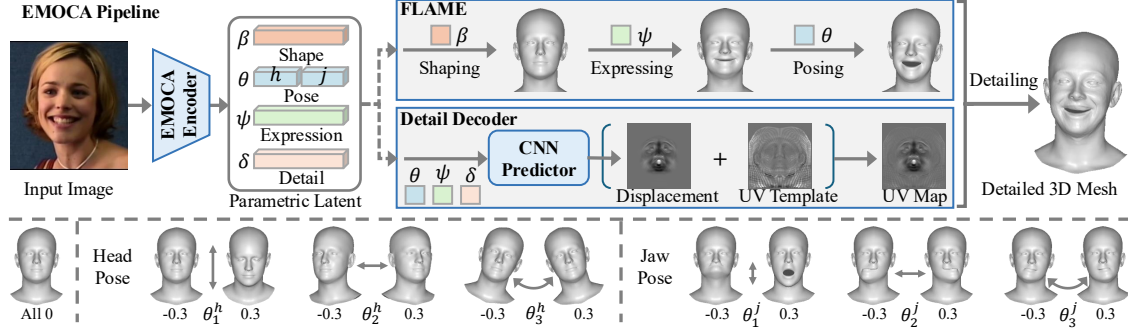 EMOCA Pipeline
Input Image
EMOCA
Encoder
β
Shape
θ h j
Pose
ψ
Expression
δ
Detail
Parametric Latent
FLAME
β
Shaping
ψ
Expressing
θ
Posing
Detail Decoder
θ ψ δ
CNN
Predictor
Displacement
+
UV Template
UV Map
Detailing
Detailed 3D Mesh
All 0
Head
Pose
-0.3 θ₁ʰ 0.3
-0.3 θ₂ʰ 0.3
-0.3 θ₃ʰ 0.3
Jaw
Pose
-0.3 θ₁ʲ 0.3
-0.3 θ₂ʲ 0.3
-0.3 θ₃ʲ 0.3